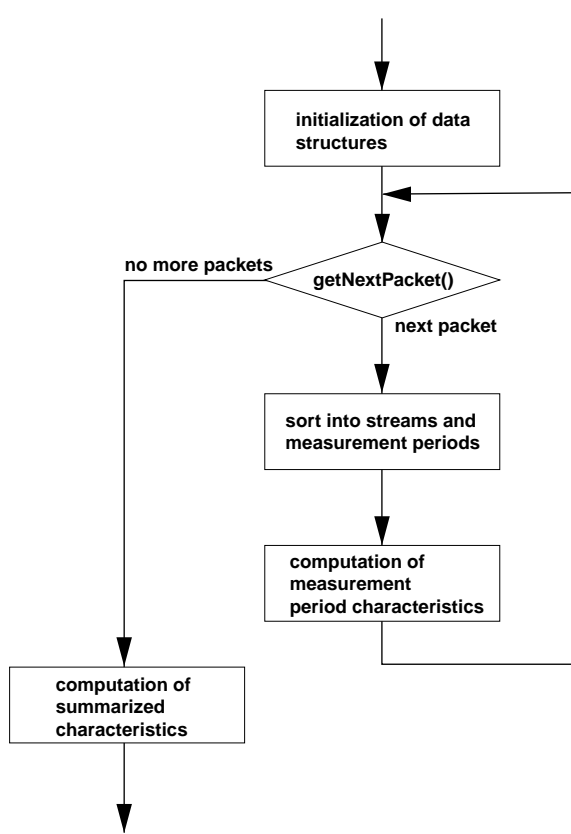 initialization of data
structures
no more packets
getNextPacket()
next packet
sort into streams and
measurement periods
computation of
measurement
period characteristics
computation of
summarized
characteristics